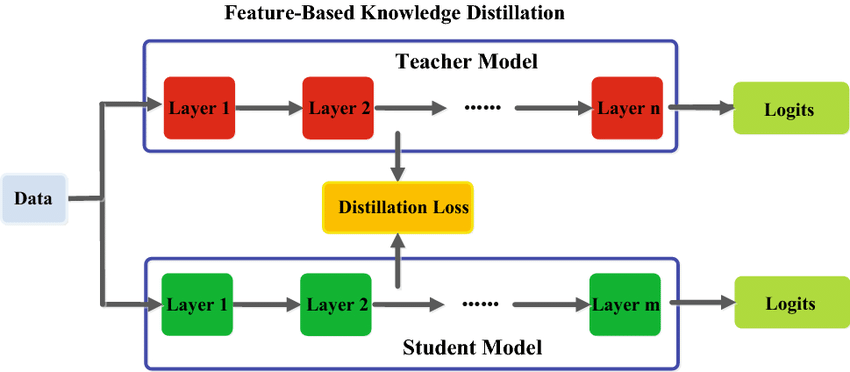 Feature-Based Knowledge Distillation
Teacher Model
Layer 1
Layer 2
......
Layer n
Logits
Data
Distillation Loss
Layer 1
Layer 2
......
Layer m
Logits
Student Model